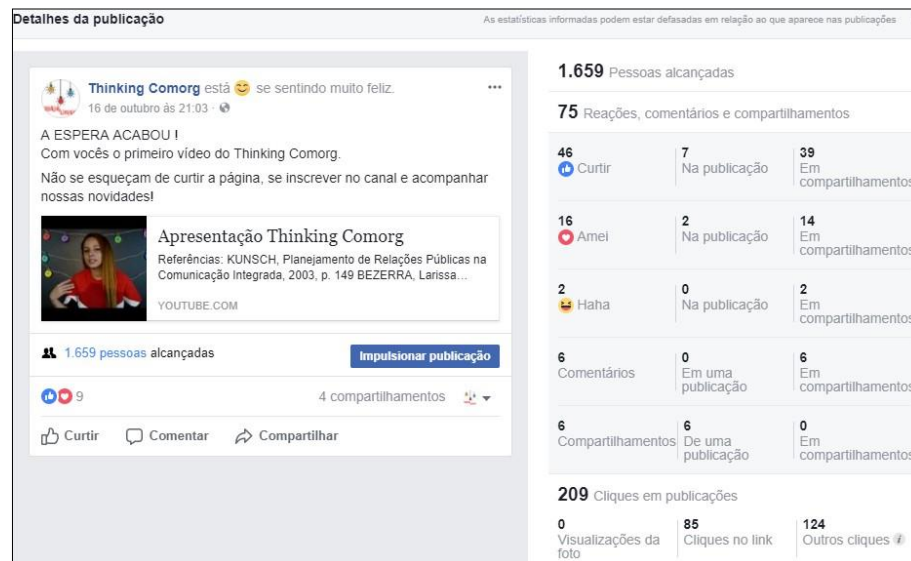 Detalhes da publicação
As estatísticas informadas podem estar defasadas em relação ao que aparece nas publicações
Thinking Comorg está se sentindo muito feliz.
16 de outubro às 21:03
A ESPERA ACABOU !
Com vocês o primeiro vídeo do Thinking Comorg.
Não se esqueçam de curtir a página, se inscrever no canal e acompanhar
nossas novidades!
Apresentação Thinking Comorg
Referências: KUNSCH, Planejamento de Relações Públicas na
Comunicação Integrada, 2003, p. 149 BEZERRA, Larissa...
YOUTUBE.COM
1.659 pessoas alcançadas
Impulsionar publicação
9
4 compartilhamentos
Curtir Comentar Compartilhar
1.659 Pessoas alcançadas
75 Reações, comentários e compartilhamentos
46
Curtir
7
Na publicação
39
Em
compartilhamentos
16
Amei
2
Na publicação
14
Em
compartilhamentos
2
Haha
0
Na publicação
2
Em
compartilhamentos
6
Comentários
0
Em uma
publicação
6
Em
compartilhamentos
6
Compartilhamentos
6
De uma
publicação
0
Em
compartilhamentos
209 Cliques em publicações
0
Visualizações da
foto
85
Cliques no link
124
Outros cliques